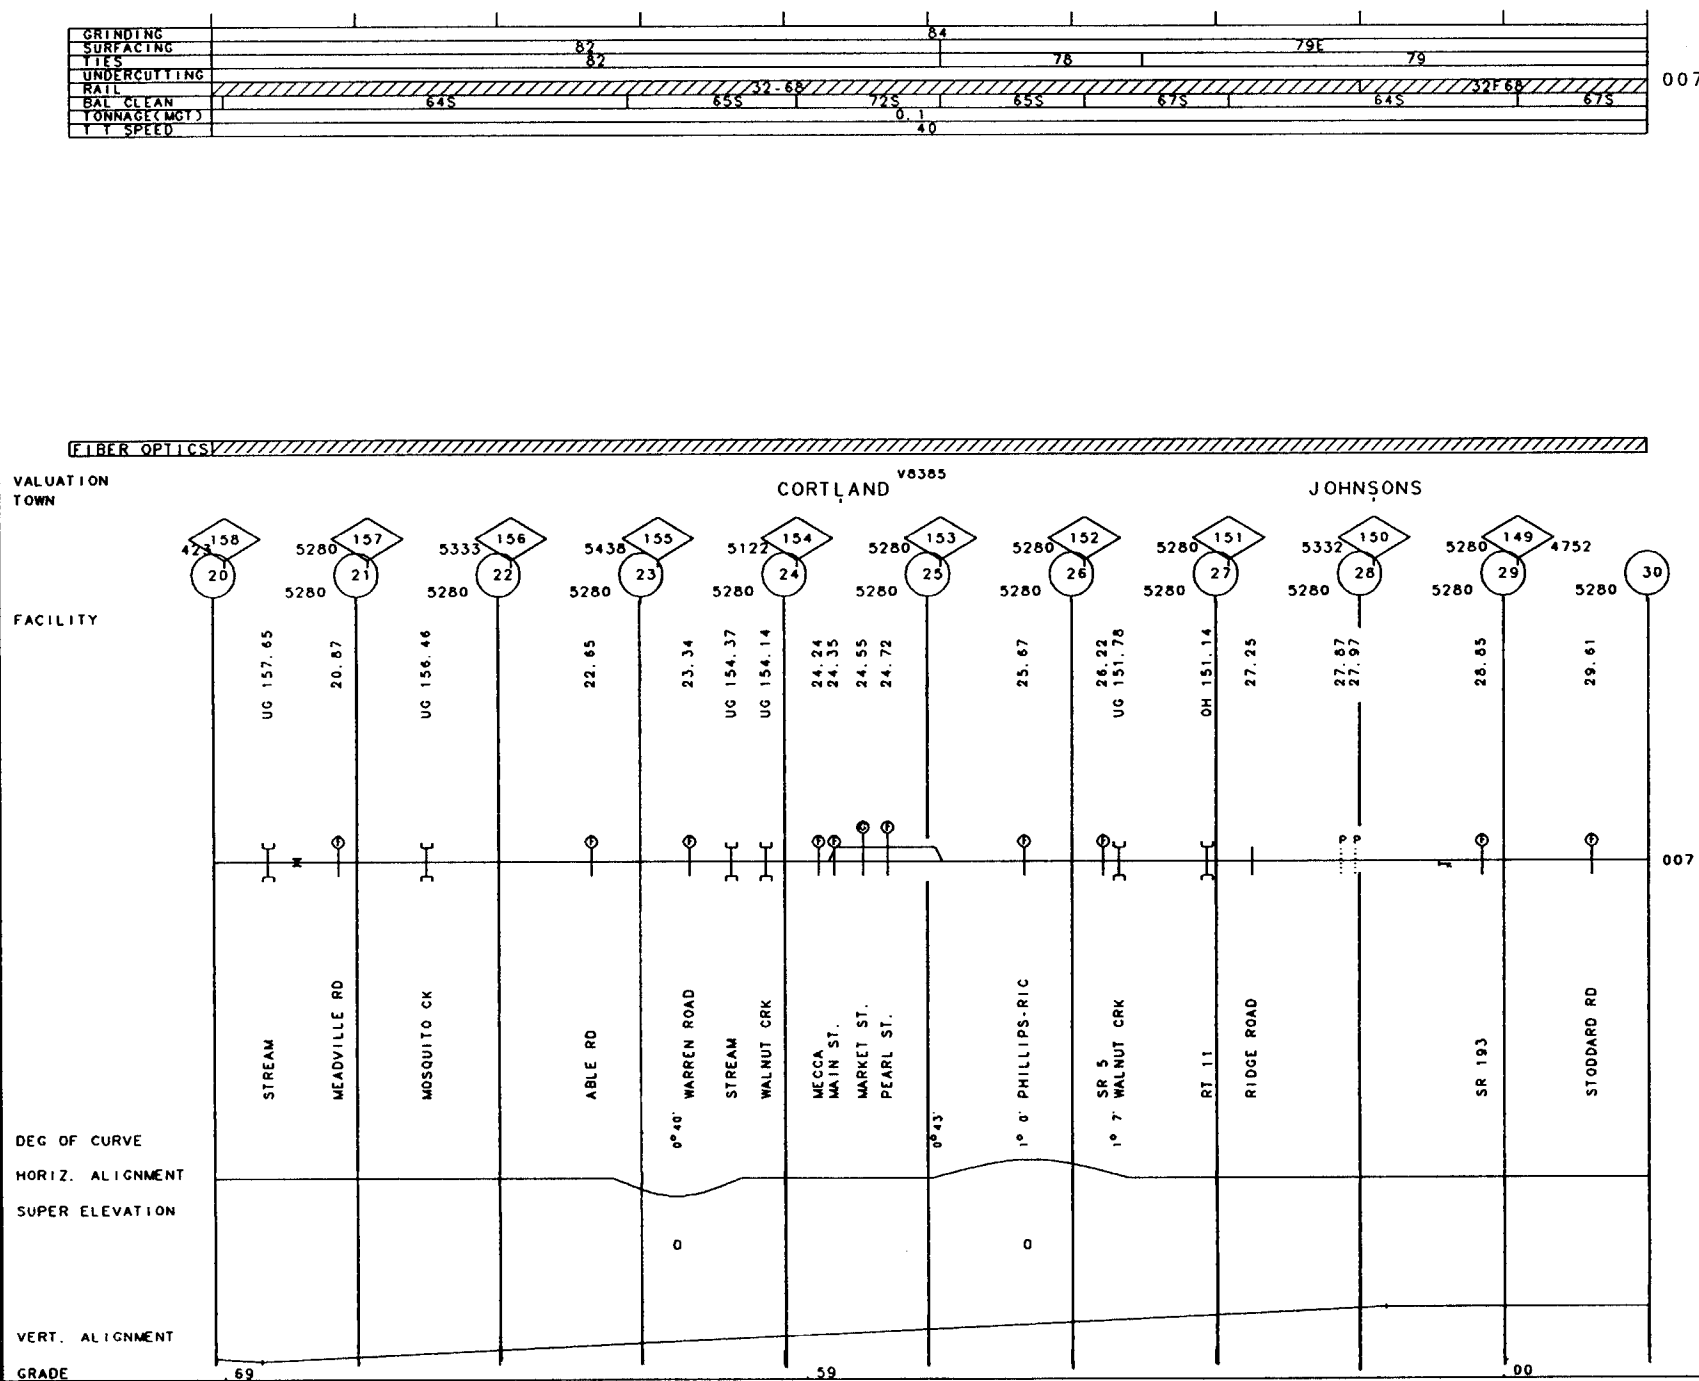 GRINDING 84
SURFACING 82 79E
TIES 82 78 79
UNDERCUTTING
007
RAIL 32-68 32F68
BAL CLEAN 64S 65S 72S 65S 67S 64S 67S
TONNAGE(MGT) 0.1
T T SPEED 40
FIBER OPTICS
VALUATION V8385
TOWN CORTLAND JOHNSONS
158 157 156 155 154 153 152 151 150 149
423 5280 5333 5438 5122 5280 5280 5280 5332 5280 4752
20 21 22 23 24 25 26 27 28 29 30
5280 5280 5280 5280 5280 5280 5280 5280 5280 5280
FACILITY
UG 157.65
20.87
UG 156.46
22.65
23.34
UG 154.37
UG 154.14
24.24
24.35
24.55
24.72
25.67
26.22
UG 151.78
OH 151.14
27.25
27.87
27.97
28.85
29.61
F F F F F G F F F P P F F
007
STREAM
MEADVILLE RD
MOSQUITO CK
ABLE RD
WARREN ROAD
STREAM
WALNUT CRK
MECCA
MAIN ST.
MARKET ST.
PEARL ST.
PHILLIPS-RIC
SR 5
WALNUT CRK
RT 11
RIDGE ROAD
SR 193
STODDARD RD
DEG OF CURVE 0°40' 0°43' 1° 0' 1° 7'
HORIZ. ALIGNMENT
SUPER ELEVATION
0 0
VERT. ALIGNMENT
GRADE .69 .59 .00